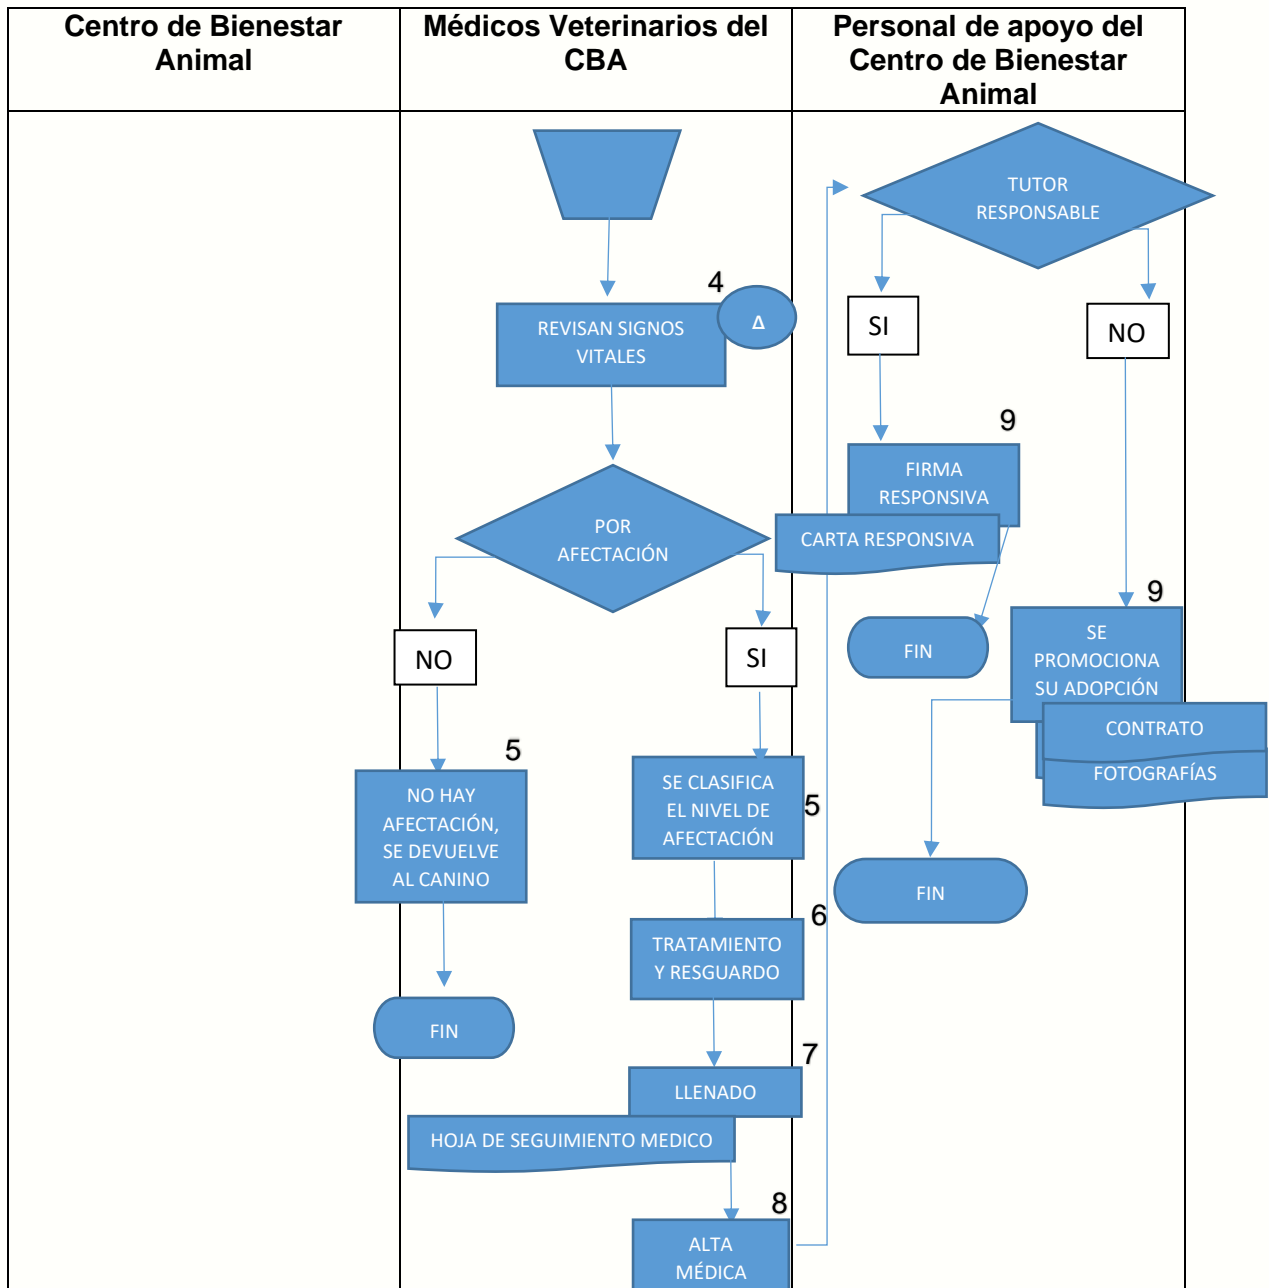 Centro de Bienestar
Animal
Médicos Veterinarios del
CBA
Personal de apoyo del
Centro de Bienestar
Animal
4
Δ
REVISAN SIGNOS
VITALES
POR
AFECTACIÓN
NO
SI
5
NO HAY
AFECTACIÓN,
SE DEVUELVE
AL CANINO
FIN
SE CLASIFICA
EL NIVEL DE
AFECTACIÓN
5
6
TRATAMIENTO
Y RESGUARDO
7
LLENADO
HOJA DE SEGUIMIENTO MEDICO
8
ALTA
MÉDICA
TUTOR
RESPONSABLE
SI
NO
9
FIRMA
RESPONSIVA
CARTA RESPONSIVA
FIN
9
SE
PROMOCIONA
SU ADOPCIÓN
CONTRATO
FOTOGRAFÍAS
FIN